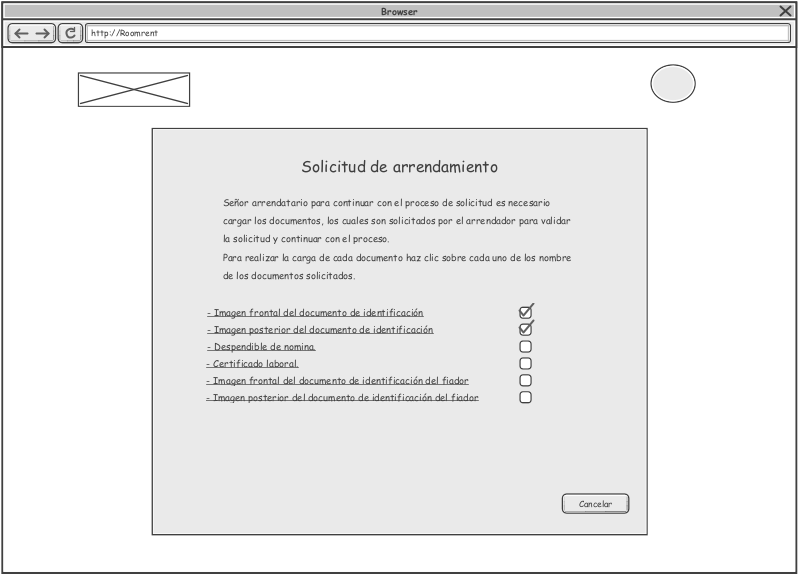 Browser
http://Roomrent
Solicitud de arrendamiento
Señor arrendatario para continuar con el proceso de solicitud es necesario
cargar los documentos, los cuales son solicitados por el arrendador para validar
la solicitud y continuar con el proceso.
Para realizar la carga de cada documento haz clic sobre cada uno de los nombre
de los documentos solicitados.
- Imagen frontal del documento de identificación
- Imagen posterior del documento de identificación
- Despendible de nomina.
- Certificado laboral.
- Imagen frontal del documento de identificación del fiador
- Imagen posterior del documento de identificación del fiador
Cancelar